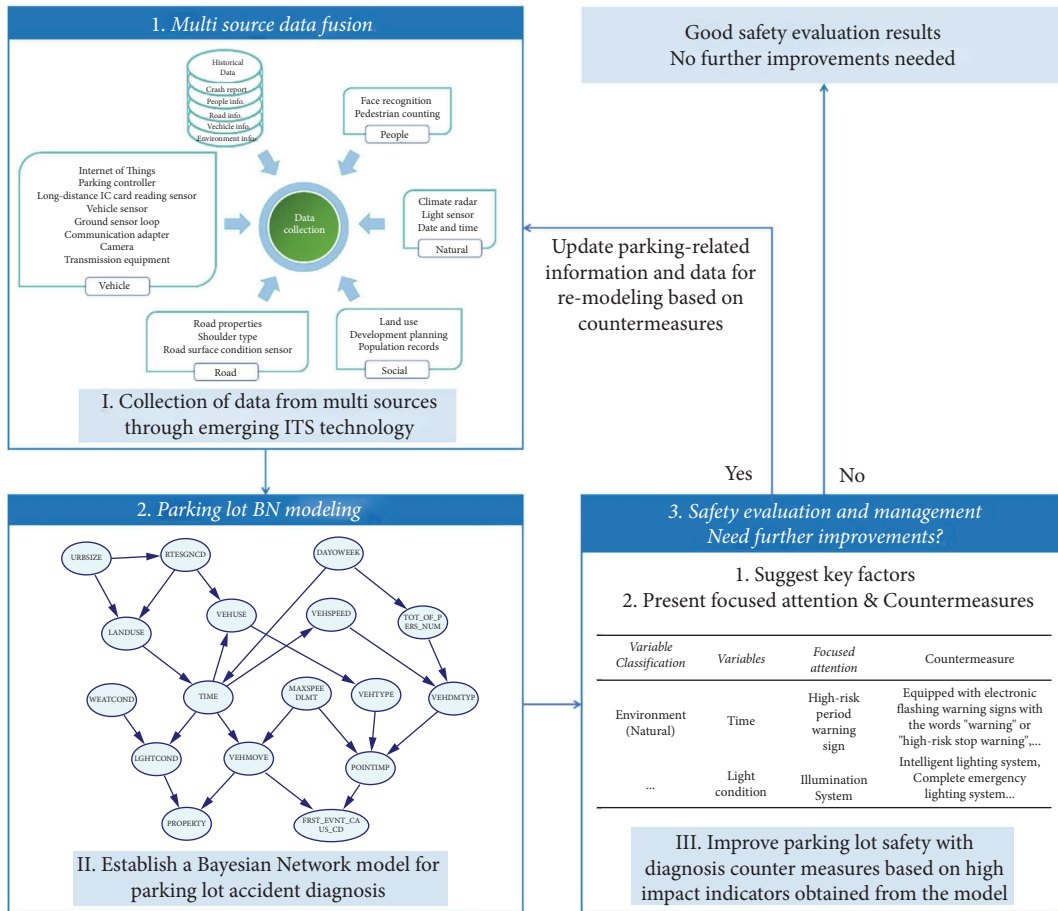 1. Multi source data fusion
Historical
Data
Crash report
People info.
Road info.
Vechicle info.
Environment info.
Face recognition
Pedestrian counting
People
Internet of Things
Parking controller
Long-distance IC card reading sensor
Vehicle sensor
Ground sensor loop
Communication adapter
Camera
Transmission equipment
Vehicle
Data
collection
Climate radar
Light sensor
Date and time
Natural
Road properties
Shoulder type
Road surface condition sensor
Road
Land use
Development planning
Population records
Social
I. Collection of data from multi sources
through emerging ITS technology
Good safety evaluation results
No further improvements needed
Update parking-related
information and data for
re-modeling based on
countermeasures
Yes
No
2. Parking lot BN modeling
URBSIZE
RTESGNCD
DAYOWEEK
LANDUSE
VEHUSE
VEHSPEED
TOT_OF_P
ERS_NUM
WEATCOND
TIME
MAXSPEE
DLMT
VEHTYPE
VEHDMTYP
LGHTCOND
VEHMOVE
POINTIMP
PROPERTY
FRST_EVNT_CA
US_CD
II. Establish a Bayesian Network model for
parking lot accident diagnosis
3. Safety evaluation and management
Need further improvements?
1. Suggest key factors
2. Present focused attention & Countermeasures
Variable
Classification
Variables
Focused
attention
Countermeasure
Environment
(Natural)
Time
High-risk
period
warning
sign
Equipped with electronic
flashing warning signs with
the words "warning" or
"high-risk stop warning",...
...
Light
condition
Illumination
System
Intelligent lighting system,
Complete emergency
lighting system...
III. Improve parking lot safety with
diagnosis counter measures based on high
impact indicators obtained from the model